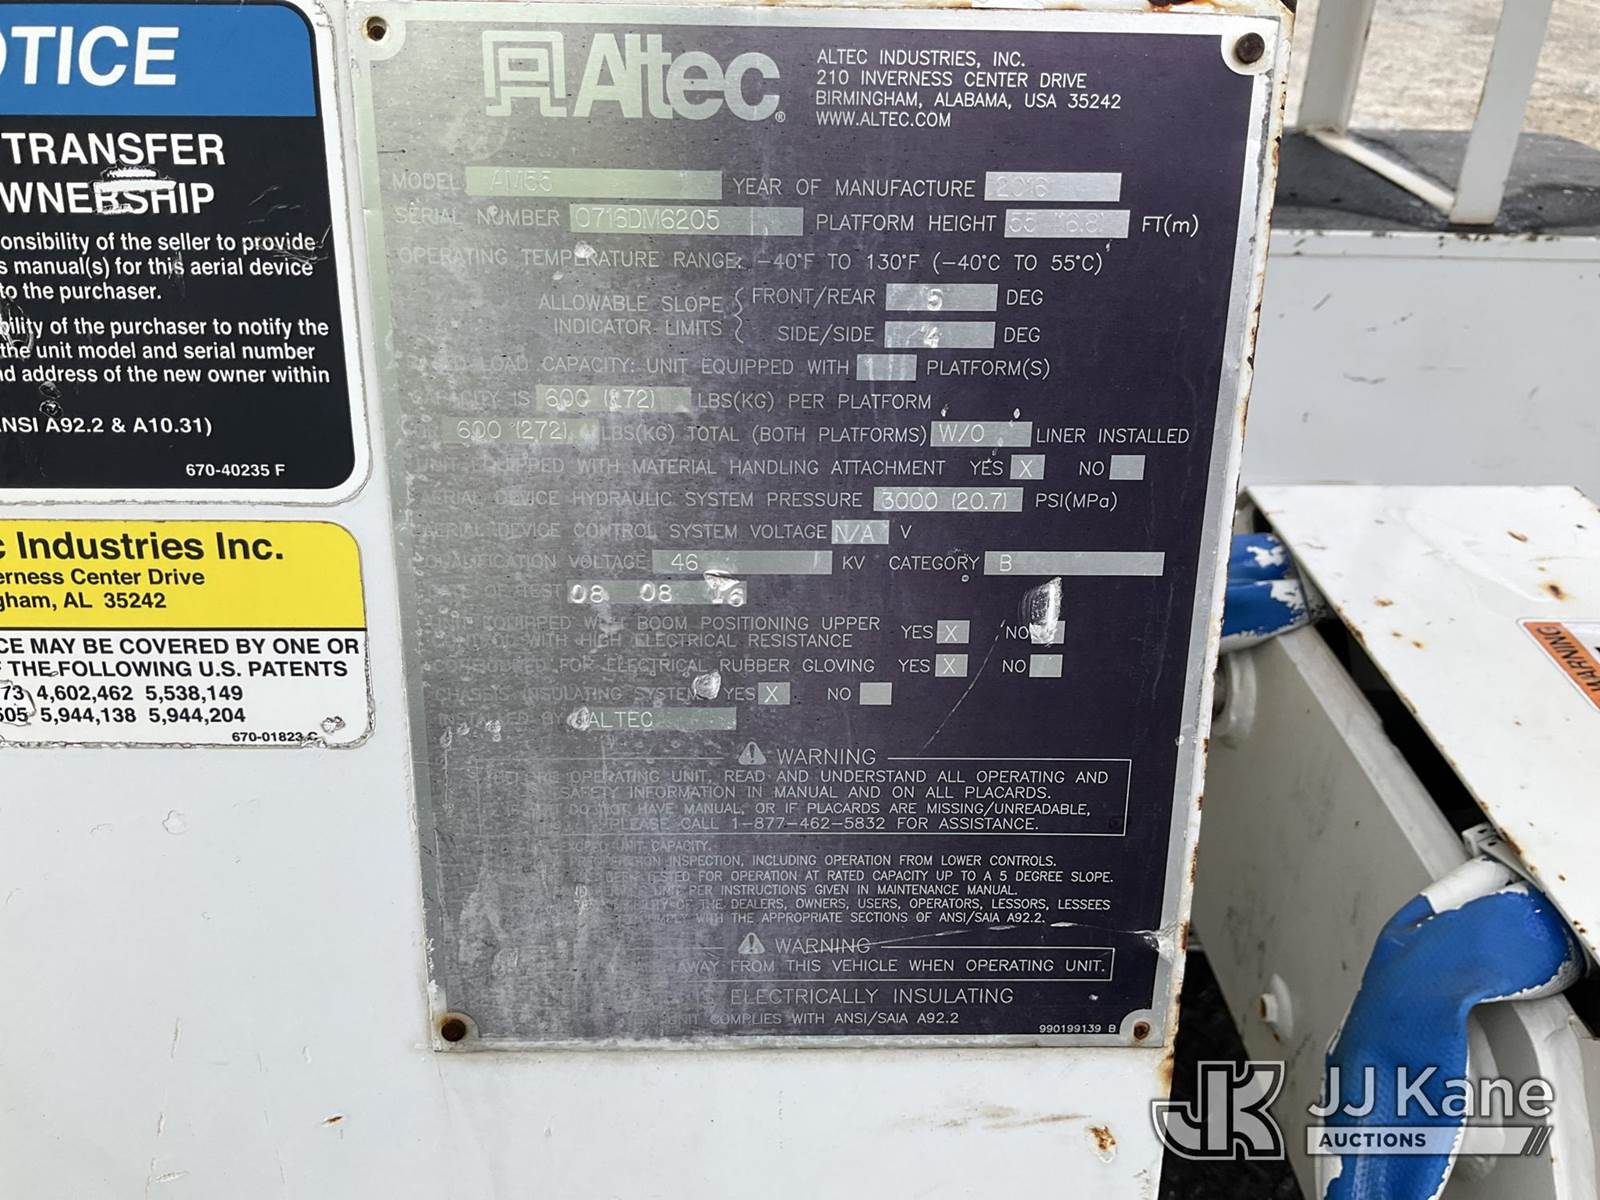 OTICE
TRANSFER
WNERSHIP
onsibility of the seller to provide
s manual(s) for this aerial device
to the purchaser.
bility of the purchaser to notify the
the unit model and serial number
nd address of the new owner within
NSI A92.2 & A10.31)
670-40235 F
c Industries Inc.
erness Center Drive
gham, AL 35242
CE MAY BE COVERED BY ONE OR
F THE FOLLOWING U.S. PATENTS
73 4,602,462 5,538,149
605 5,944,138 5,944,204
670-01823 C
Altec®
ALTEC INDUSTRIES, INC.
210 INVERNESS CENTER DRIVE
BIRMINGHAM, ALABAMA, USA 35242
WWW.ALTEC.COM
MODEL AM55 YEAR OF MANUFACTURE 2016
SERIAL NUMBER 0716DM6205 PLATFORM HEIGHT 55 (16.8) FT(m)
OPERATING TEMPERATURE RANGE: -40°F TO 130°F (-40°C TO 55°C)
ALLOWABLE SLOPE INDICATOR LIMITS
FRONT/REAR 5 DEG
SIDE/SIDE 4 DEG
LOAD CAPACITY: UNIT EQUIPPED WITH 1 PLATFORM(S)
CAPACITY IS 600 (272) LBS(KG) PER PLATFORM
600 (272) LBS(KG) TOTAL (BOTH PLATFORMS) W/O LINER INSTALLED
UNIT EQUIPPED WITH MATERIAL HANDLING ATTACHMENT YES X NO
AERIAL DEVICE HYDRAULIC SYSTEM PRESSURE 3000 (20.7) PSI(MPa)
AERIAL DEVICE CONTROL SYSTEM VOLTAGE N/A V
QUALIFICATION VOLTAGE 46 KV CATEGORY B
DATE OF TEST 08 08 16
EQUIPPED WITH BOOM POSITIONING UPPER
WITH HIGH ELECTRICAL RESISTANCE YES X NO
FOR ELECTRICAL RUBBER GLOVING YES X NO
CHASSIS INSULATING SYSTEM YES X NO
BY ALTEC
WARNING
BEFORE OPERATING UNIT, READ AND UNDERSTAND ALL OPERATING AND
SAFETY INFORMATION IN MANUAL AND ON ALL PLACARDS.
DO NOT HAVE MANUAL, OR IF PLACARDS ARE MISSING/UNREADABLE,
PLEASE CALL 1-877-462-5832 FOR ASSISTANCE.
UNIT CAPACITY.
INSPECTION, INCLUDING OPERATION FROM LOWER CONTROLS.
TESTED FOR OPERATION AT RATED CAPACITY UP TO A 5 DEGREE SLOPE.
UNIT PER INSTRUCTIONS GIVEN IN MAINTENANCE MANUAL.
OF THE DEALERS, OWNERS, USERS, OPERATORS, LESSORS, LESSEES
WITH THE APPROPRIATE SECTIONS OF ANSI/SAIA A92.2.
WARNING
AWAY FROM THIS VEHICLE WHEN OPERATING UNIT.
IS ELECTRICALLY INSULATING
UNIT COMPLIES WITH ANSI/SAIA A92.2
990199139 B
WARNING
JK JJ Kane
AUCTIONS